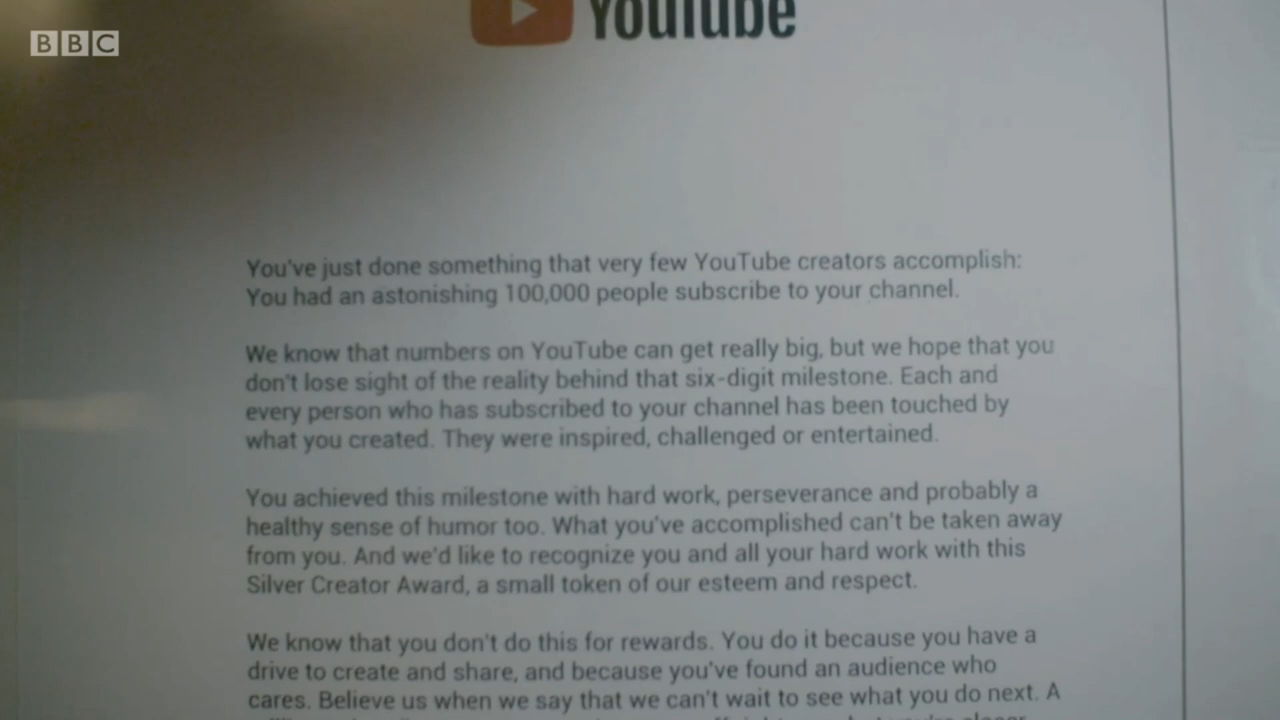 BBC
YouTube
You've just done something that very few YouTube creators accomplish:
You had an astonishing 100,000 people subscribe to your channel.
We know that numbers on YouTube can get really big, but we hope that you
don't lose sight of the reality behind that six-digit milestone. Each and
every person who has subscribed to your channel has been touched by
what you created. They were inspired, challenged or entertained.
You achieved this milestone with hard work, perseverance and probably a
healthy sense of humor too. What you've accomplished can't be taken away
from you. And we'd like to recognize you and all your hard work with this
Silver Creator Award, a small token of our esteem and respect.
We know that you don't do this for rewards. You do it because you have a
drive to create and share, and because you've found an audience who
cares. Believe us when we say that we can't wait to see what you do next. A